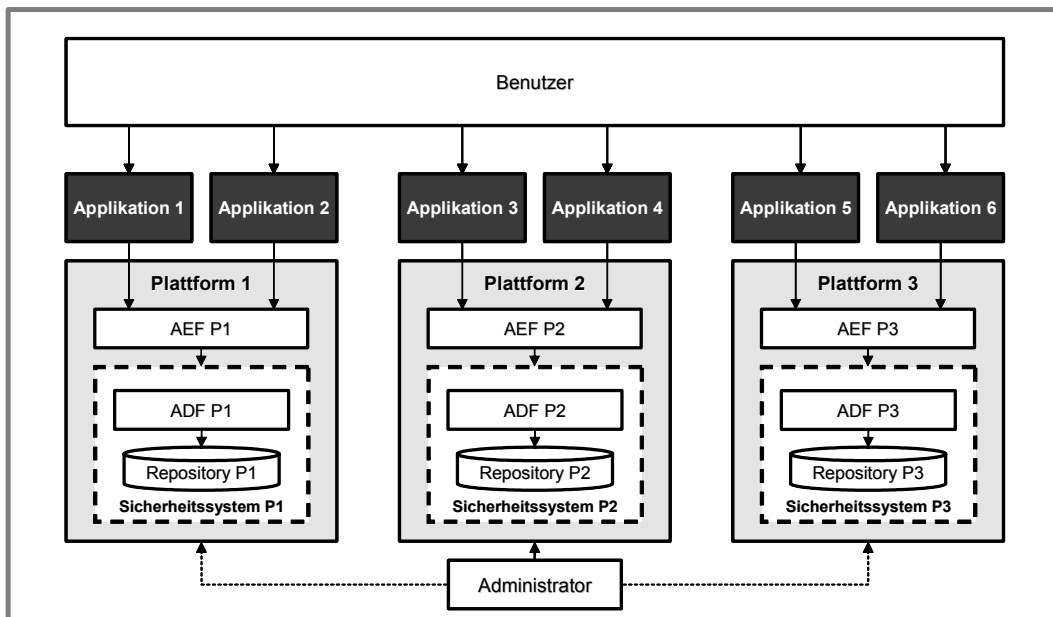 Benutzer
Applikation 1 Applikation 2 Applikation 3 Applikation 4 Applikation 5 Applikation 6
Plattform 1 Plattform 2 Plattform 3
AEF P1 AEF P2 AEF P3
ADF P1 ADF P2 ADF P3
Repository P1 Repository P2 Repository P3
Sicherheitssystem P1 Sicherheitssystem P2 Sicherheitssystem P3
Administrator